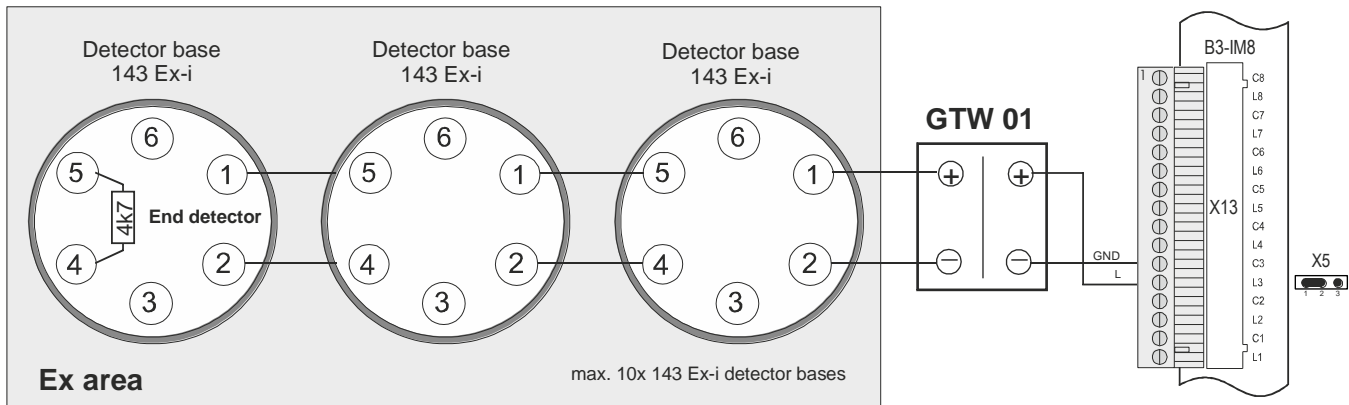 Detector base
143 Ex-i
6
5
1
4k7
End detector
4
2
3
Detector base
143 Ex-i
6
5
1
4
2
3
Detector base
143 Ex-i
6
5
1
4
2
3
Ex area
max. 10x 143 Ex-i detector bases
GTW 01
+ +
− −
GND
L
B3-IM8
1
X13
C8
L8
C7
L7
C6
L6
C5
L5
C4
L4
C3
L3
C2
L2
C1
L1
X5
1 2 3